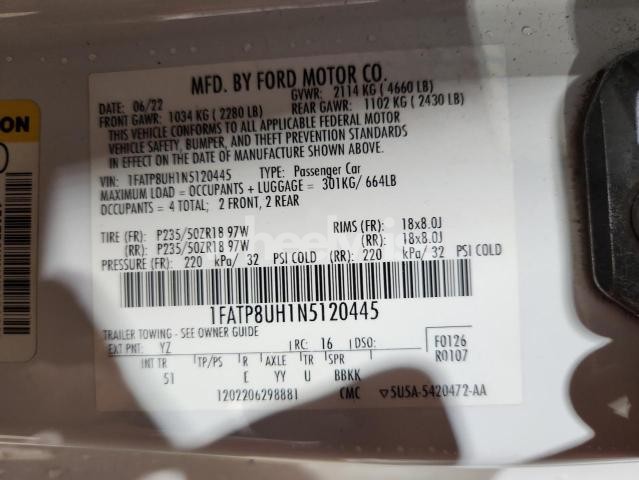 MFD. BY FORD MOTOR CO.
DATE: 06/22 GVWR: 2114 KG ( 4660 LB)
FRONT GAWR: 1034 KG ( 2280 LB) REAR GAWR: 1102 KG ( 2430 LB)
THIS VEHICLE CONFORMS TO ALL APPLICABLE FEDERAL MOTOR
VEHICLE SAFETY, BUMPER, AND THEFT PREVENTION STANDARDS
IN EFFECT ON THE DATE OF MANUFACTURE SHOWN ABOVE.
VIN: 1FATP8UH1N5120445 TYPE: Passenger Car
MAXIMUM LOAD = OCCUPANTS + LUGGAGE = 301KG/ 664LB
OCCUPANTS = 4 TOTAL; 2 FRONT, 2 REAR
TIRE (FR): P235/50ZR18 97W RIMS (FR): 18x8.0J
(RR): P235/50ZR18 97W (RR): 18x8.0J
PRESSURE (FR): 220 kPa/ 32 PSI COLD (RR): 220 kPa/ 32 PSI COLD
1FATP8UH1N5120445
TRAILER TOWING - SEE OWNER GUIDE
EXT PNT: YZ RC: 16 DSO: F0126
R0107
INT TR TP/PS R AXLE TR SPR
51 E YY U BBKK
1202206298881 CMC ▽5U5A-5420472-AA
ON